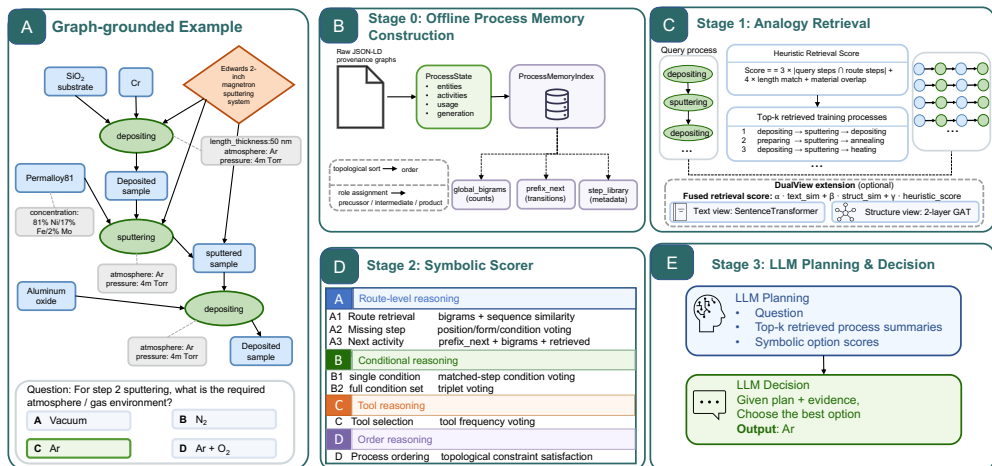 A
Graph-grounded Example
SiO2
substrate
Cr
Edwards 2-
inch
magnetron
sputtering
system
depositing
length_thickness:50 nm
atmosphere: Ar
pressure: 4m Torr
Permalloy81
Deposited
sample
concentration:
81% Ni/17%
Fe/2% Mo
sputtering
sputtered
sample
atmosphere: Ar
pressure: 4m Torr
Aluminum
oxide
depositing
atmosphere: Ar
pressure: 4m Torr
Deposited
sample
Question: For step 2 sputtering, what is the required
atmosphere / gas environment?
A Vacuum
B N2
C Ar
D Ar + O2
B
Stage 0: Offline Process Memory
Construction
Raw JSON-LD
provenance graphs
ProcessState
• entities
• activities
• usage
• generation
ProcessMemoryIndex
topological sort
order
role assignment
precussor / intermediate / product
global_bigrams
(counts)
prefix_next
(transitions)
step_library
(metadata)
C
Stage 1: Analogy Retrieval
Query process
depositing
sputtering
depositing
...
Heuristic Retrieval Score
Score = = 3 × |query steps ∩ route steps| +
4 × length match + material overlap
Top-k retrieved training processes
1 depositing → sputtering → depositing
2 preparing → sputtering → annealing
3 depositing → sputtering → heating
...
...
DualView extension (optional)
Fused retrieval score: α · text_sim + β · struct_sim + γ · heuristic_score
Text view: SentenceTransformer
Structure view: 2-layer GAT
D
Stage 2: Symbolic Scorer
A Route-level reasoning
A1 Route retrieval bigrams + sequence similarity
A2 Missing step position/form/condition voting
A3 Next activity prefix_next + bigrams + retrieved
B Conditional reasoning
B1 single condition matched-step condition voting
B2 full condition set triplet voting
C Tool reasoning
C Tool selection tool frequency voting
D Order reasoning
D Process ordering topological constraint satisfaction
E
Stage 3: LLM Planning & Decision
LLM Planning
• Question
• Top-k retrieved process summaries
• Symbolic option scores
LLM Decision
Given plan + evidence,
Choose the best option
Output: Ar